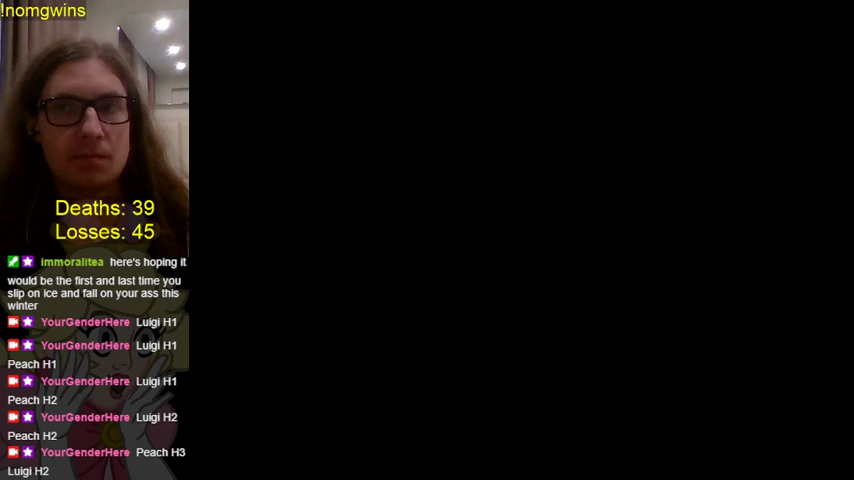 !nomgwins
Deaths: 39
Losses: 45
immoralitea here's hoping it
would be the first and last time you
slip on ice and fall on your ass this
winter
YourGenderHere Luigi H1
YourGenderHere Luigi H1
Peach H1
YourGenderHere Luigi H1
Peach H2
YourGenderHere Luigi H2
Peach H2
YourGenderHere Peach H3
Luigi H2